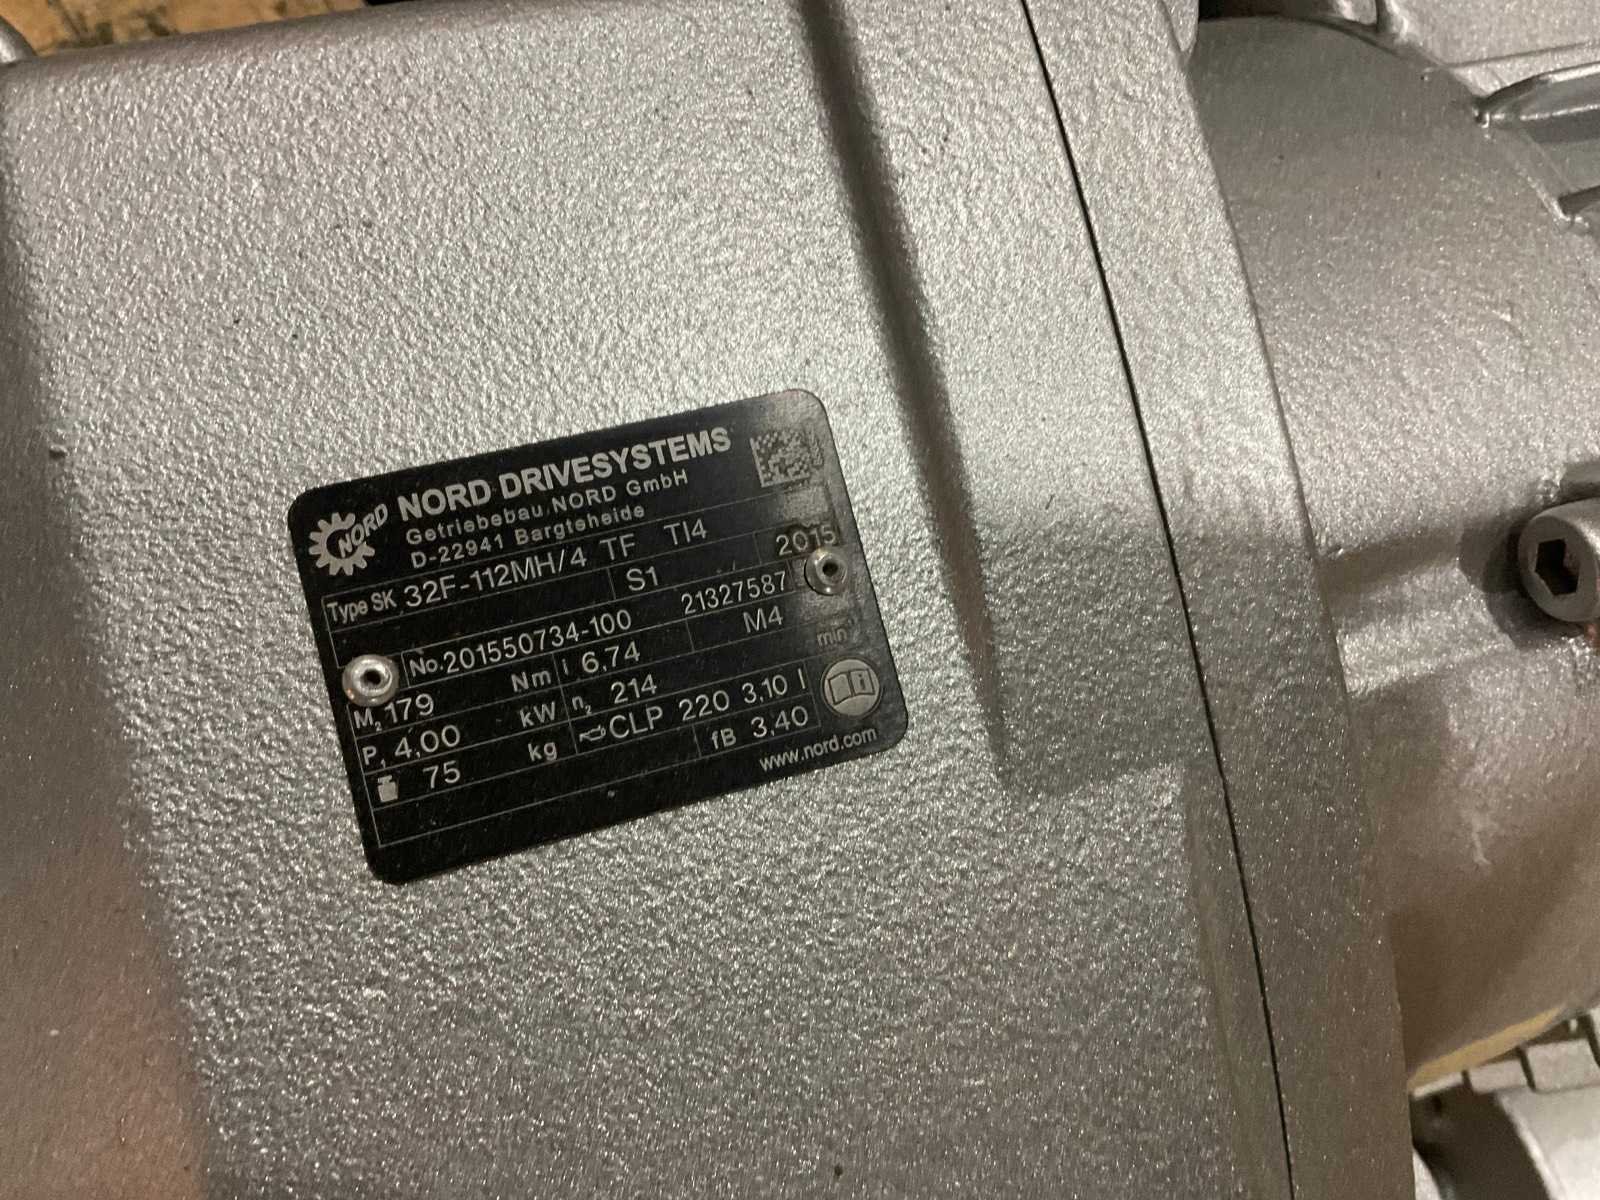 NORD
NORD DRIVESYSTEMS
Getriebebau NORD GmbH
D-22941 Bargteheide
Type SK 32F-112MH/4 TF TI4
S1 2015
No. 201550734-100 21327587
M₂ 179 Nm i 6,74 M4
P₁ 4,00 kW n₂ 214 min
75 kg CLP 220 3,10 l
fB 3,40
www.nord.com